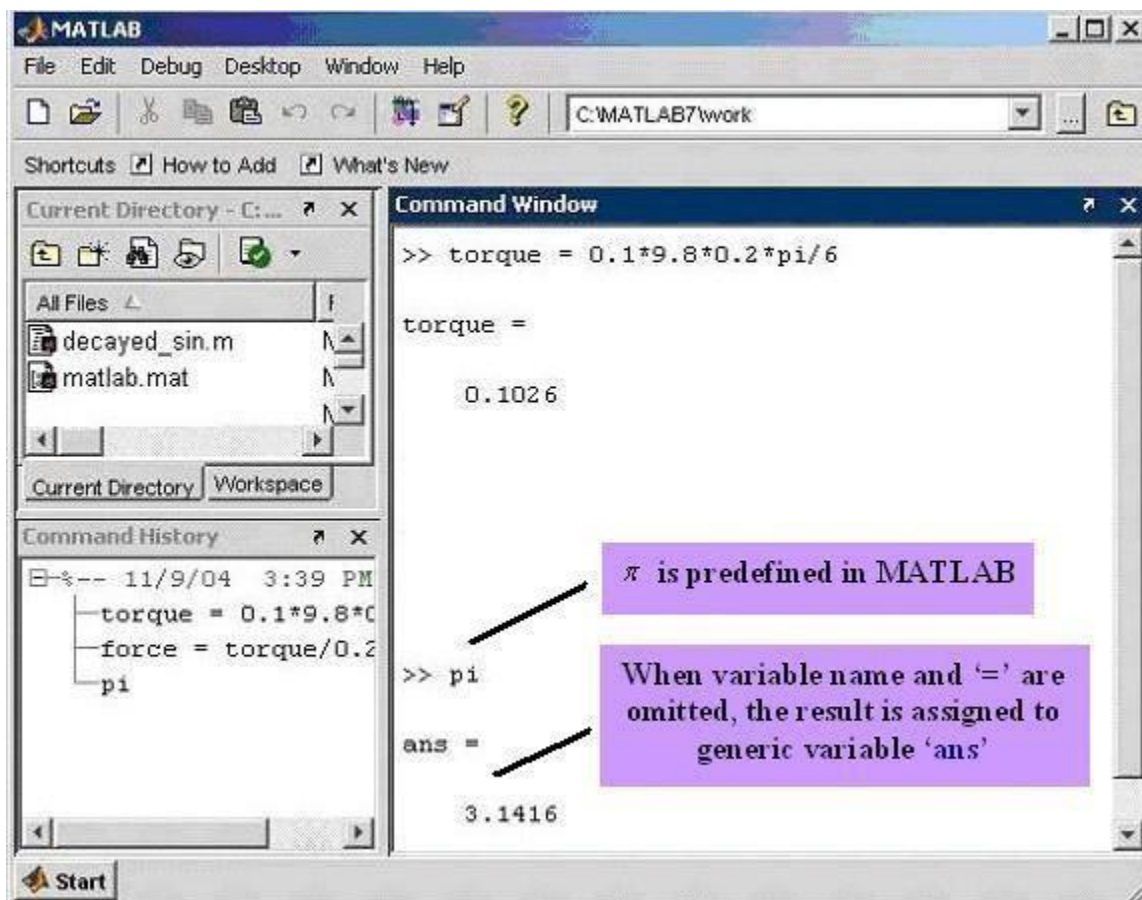 MATLAB
File Edit Debug Desktop Window Help
C:\MATLAB7\work
...
Shortcuts How to Add What's New
Current Directory - C:...
All Files
decayed_sin.m
matlab.mat
Current Directory Workspace
Command History
%-- 11/9/04 3:39 PM
torque = 0.1*9.8*0
force = torque/0.2
pi
Command Window
>> torque = 0.1*9.8*0.2*pi/6
torque =
0.1026
π is predefined in MATLAB
>> pi
When variable name and ‘=’ are
omitted, the result is assigned to
generic variable ‘ans’
ans =
3.1416
Start